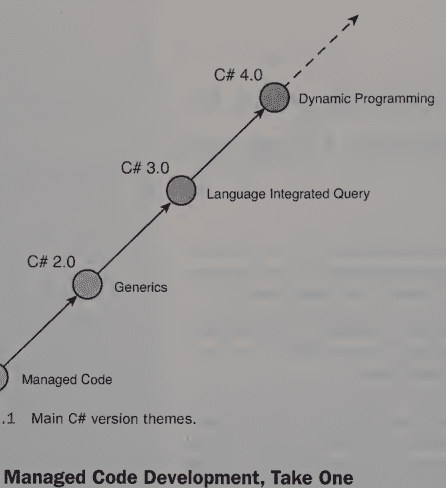 C# 4.0
Dynamic Programming
C# 3.0
Language Integrated Query
C# 2.0
Generics
Managed Code
.1 Main C# version themes.
Managed Code Development, Take One